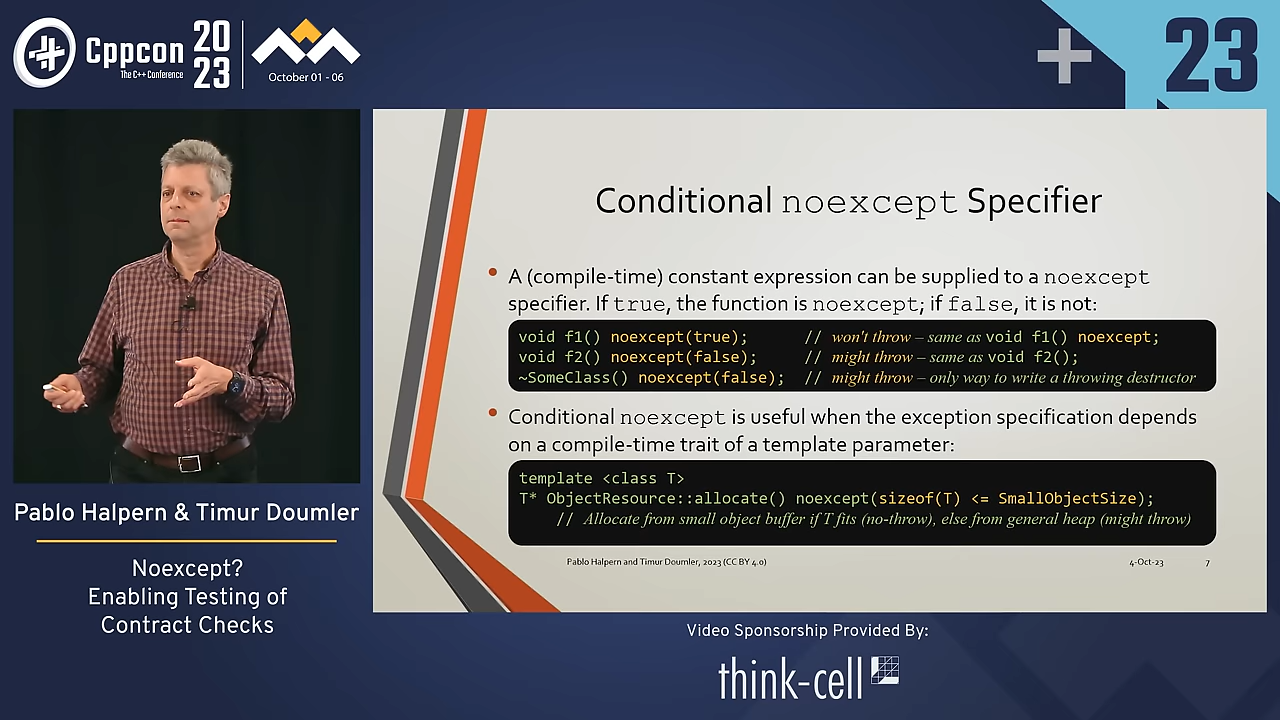 Cppcon
The C++ Conference
20
23
October 01 - 06
23
Conditional noexcept Specifier
• A (compile-time) constant expression can be supplied to a noexcept
specifier. If true, the function is noexcept; if false, it is not:
void f1() noexcept(true); // won't throw – same as void f1() noexcept;
void f2() noexcept(false); // might throw – same as void f2();
~SomeClass() noexcept(false); // might throw – only way to write a throwing destructor
• Conditional noexcept is useful when the exception specification depends
on a compile-time trait of a template parameter:
template <class T>
T* ObjectResource::allocate() noexcept(sizeof(T) <= SmallObjectSize);
// Allocate from small object buffer if T fits (no-throw), else from general heap (might throw)
Pablo Halpern and Timur Doumler, 2023 (CC BY 4.0)
4-Oct-23
7
Pablo Halpern & Timur Doumler
Noexcept?
Enabling Testing of
Contract Checks
Video Sponsorship Provided By:
think-cell